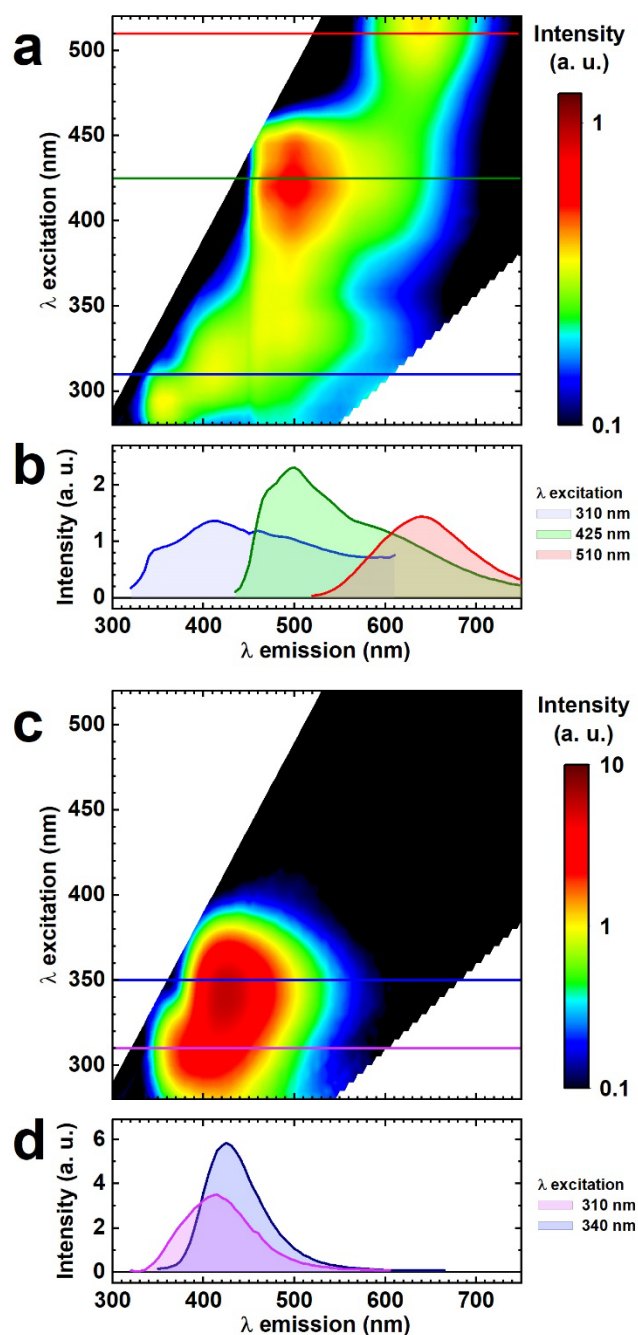 a
500
450
400
350
300
λ excitation (nm)
Intensity
(a. u.)
1
0.1
b
2
1
0
Intensity (a. u.)
300 400 500 600 700
λ emission (nm)
λ excitation
310 nm
425 nm
510 nm
c
500
450
400
350
300
λ excitation (nm)
Intensity
(a. u.)
10
1
0.1
d
6
4
2
0
Intensity (a. u.)
300 400 500 600 700
λ emission (nm)
λ excitation
310 nm
340 nm